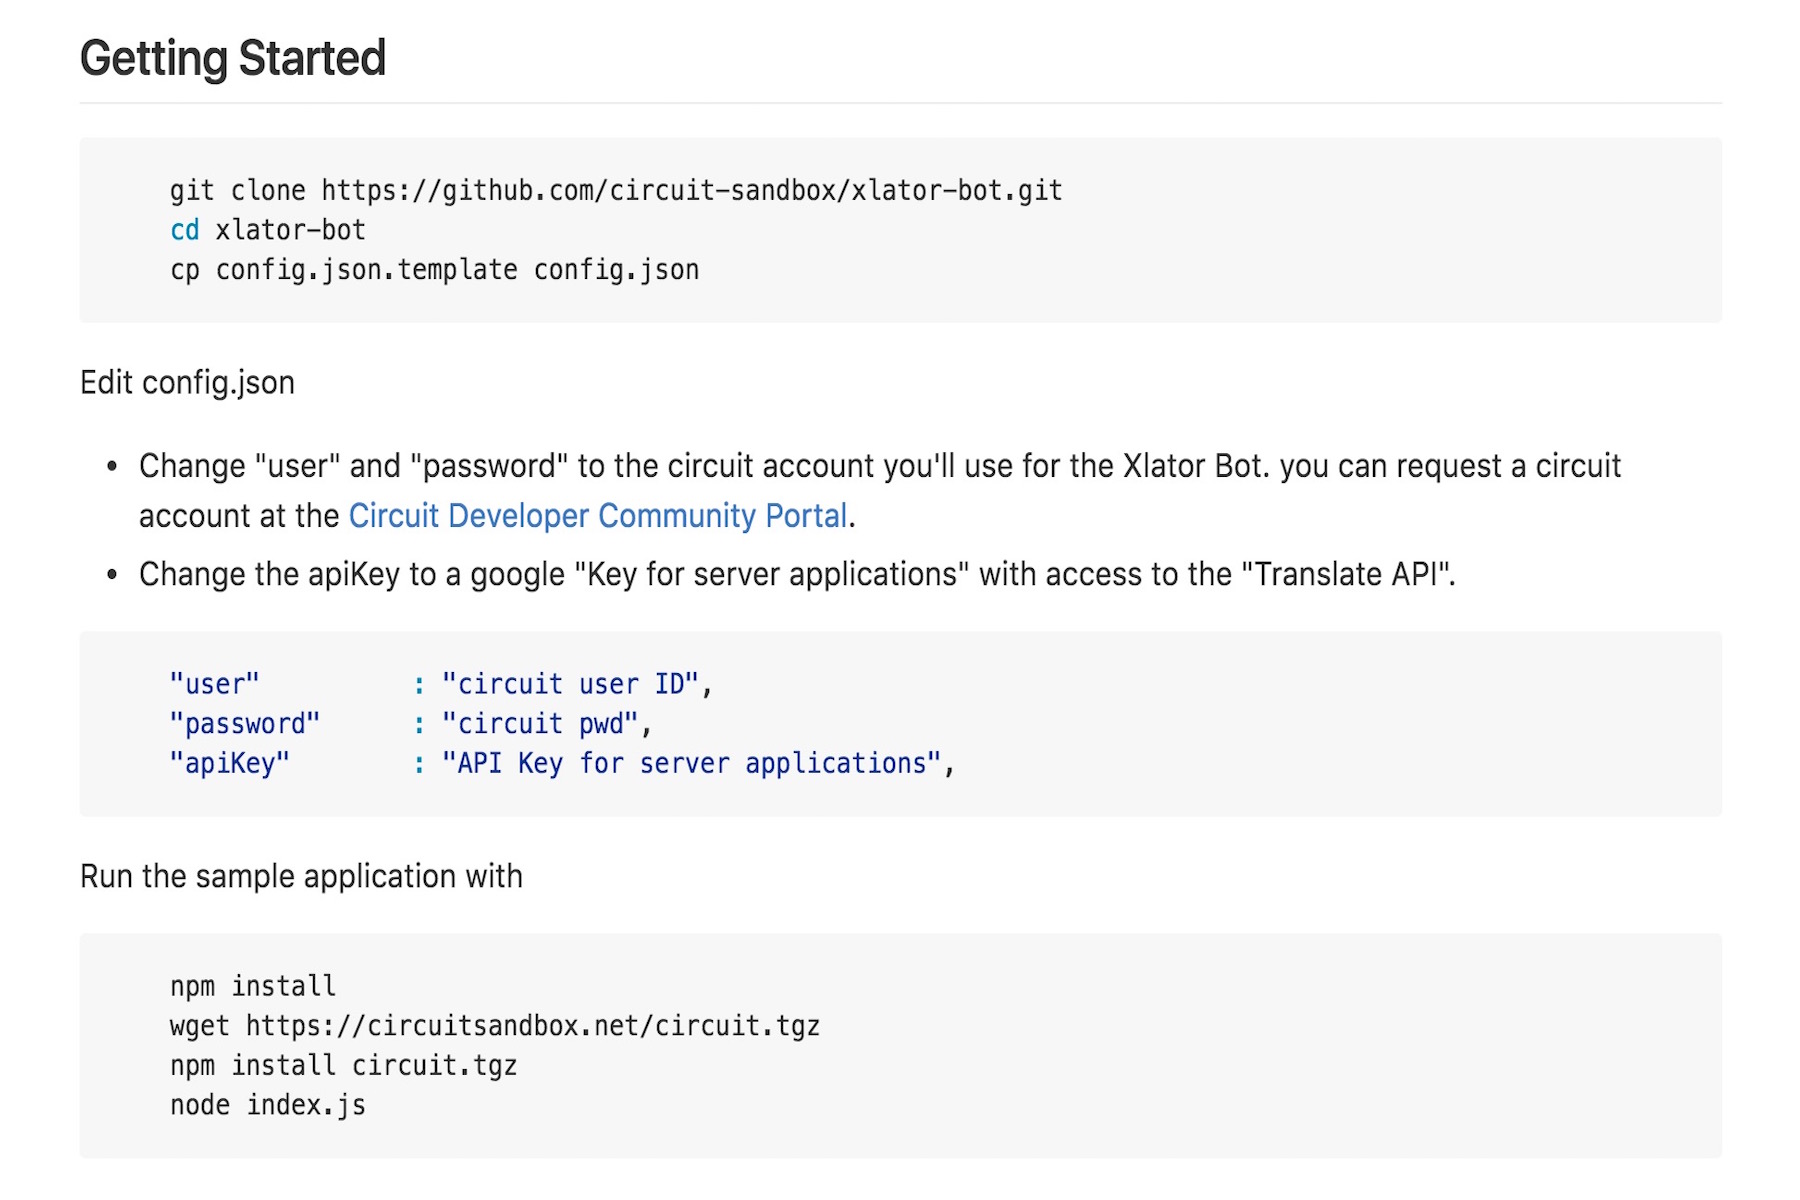 Getting Started
git clone https://github.com/circuit-sandbox/xlator-bot.git
cd xlator-bot
cp config.json.template config.json
Edit config.json
• Change "user" and "password" to the circuit account you'll use for the Xlator Bot. you can request a circuit
account at the Circuit Developer Community Portal.
• Change the apiKey to a google "Key for server applications" with access to the "Translate API".
"user" : "circuit user ID",
"password" : "circuit pwd",
"apiKey" : "API Key for server applications",
Run the sample application with
npm install
wget https://circuitsandbox.net/circuit.tgz
npm install circuit.tgz
node index.js